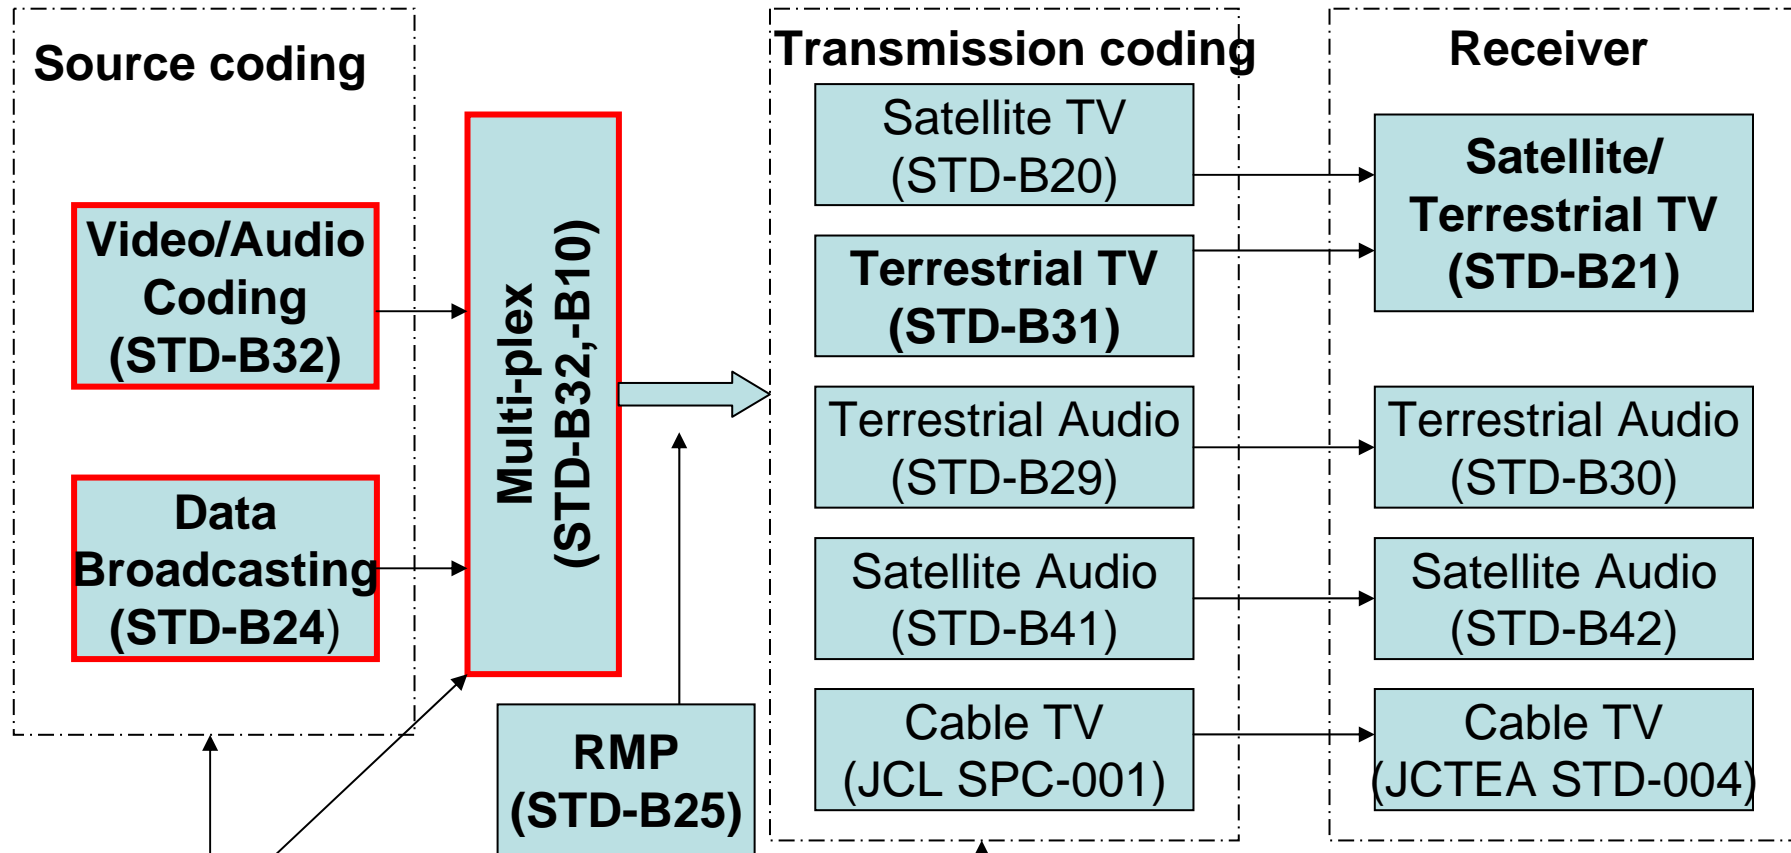 Source coding
Video/Audio
Coding
(STD-B32)
Data
Broadcasting
(STD-B24)
Multi-plex
(STD-B32,-B10)
RMP
(STD-B25)
Transmission coding
Satellite TV
(STD-B20)
Terrestrial TV
(STD-B31)
Terrestrial Audio
(STD-B29)
Satellite Audio
(STD-B41)
Cable TV
(JCL SPC-001)
Receiver
Satellite/
Terrestrial TV
(STD-B21)
Terrestrial Audio
(STD-B30)
Satellite Audio
(STD-B42)
Cable TV
(JCTEA STD-004)